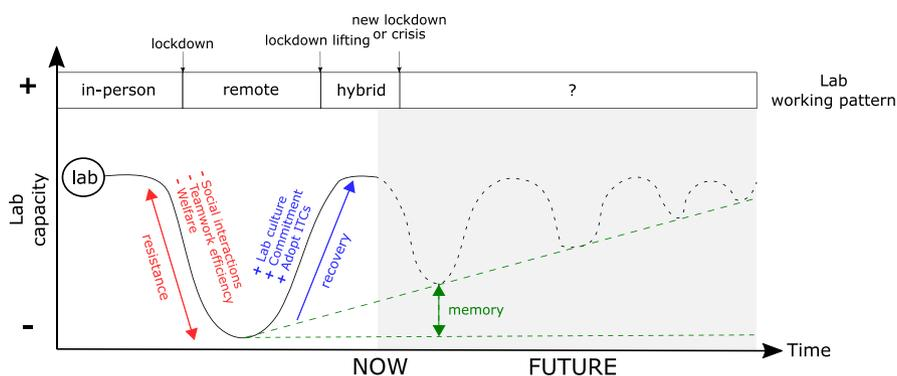 new lockdown
or crisis
lockdown
lockdown lifting
+
in-person
remote
hybrid
?
Lab
working pattern
lab
Lab
capacity
resistance
- Social interactions
- Teamwork efficiency
- Welfare
+ Lab culture
+ Commitment
+ Adopt ITCs
recovery
memory
-
Time
NOW
FUTURE